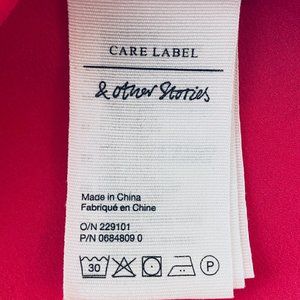 CARE LABEL
& other Stories
Made in China
Fabriqué en Chine
O/N 229101
P/N 0684809 0
30
P